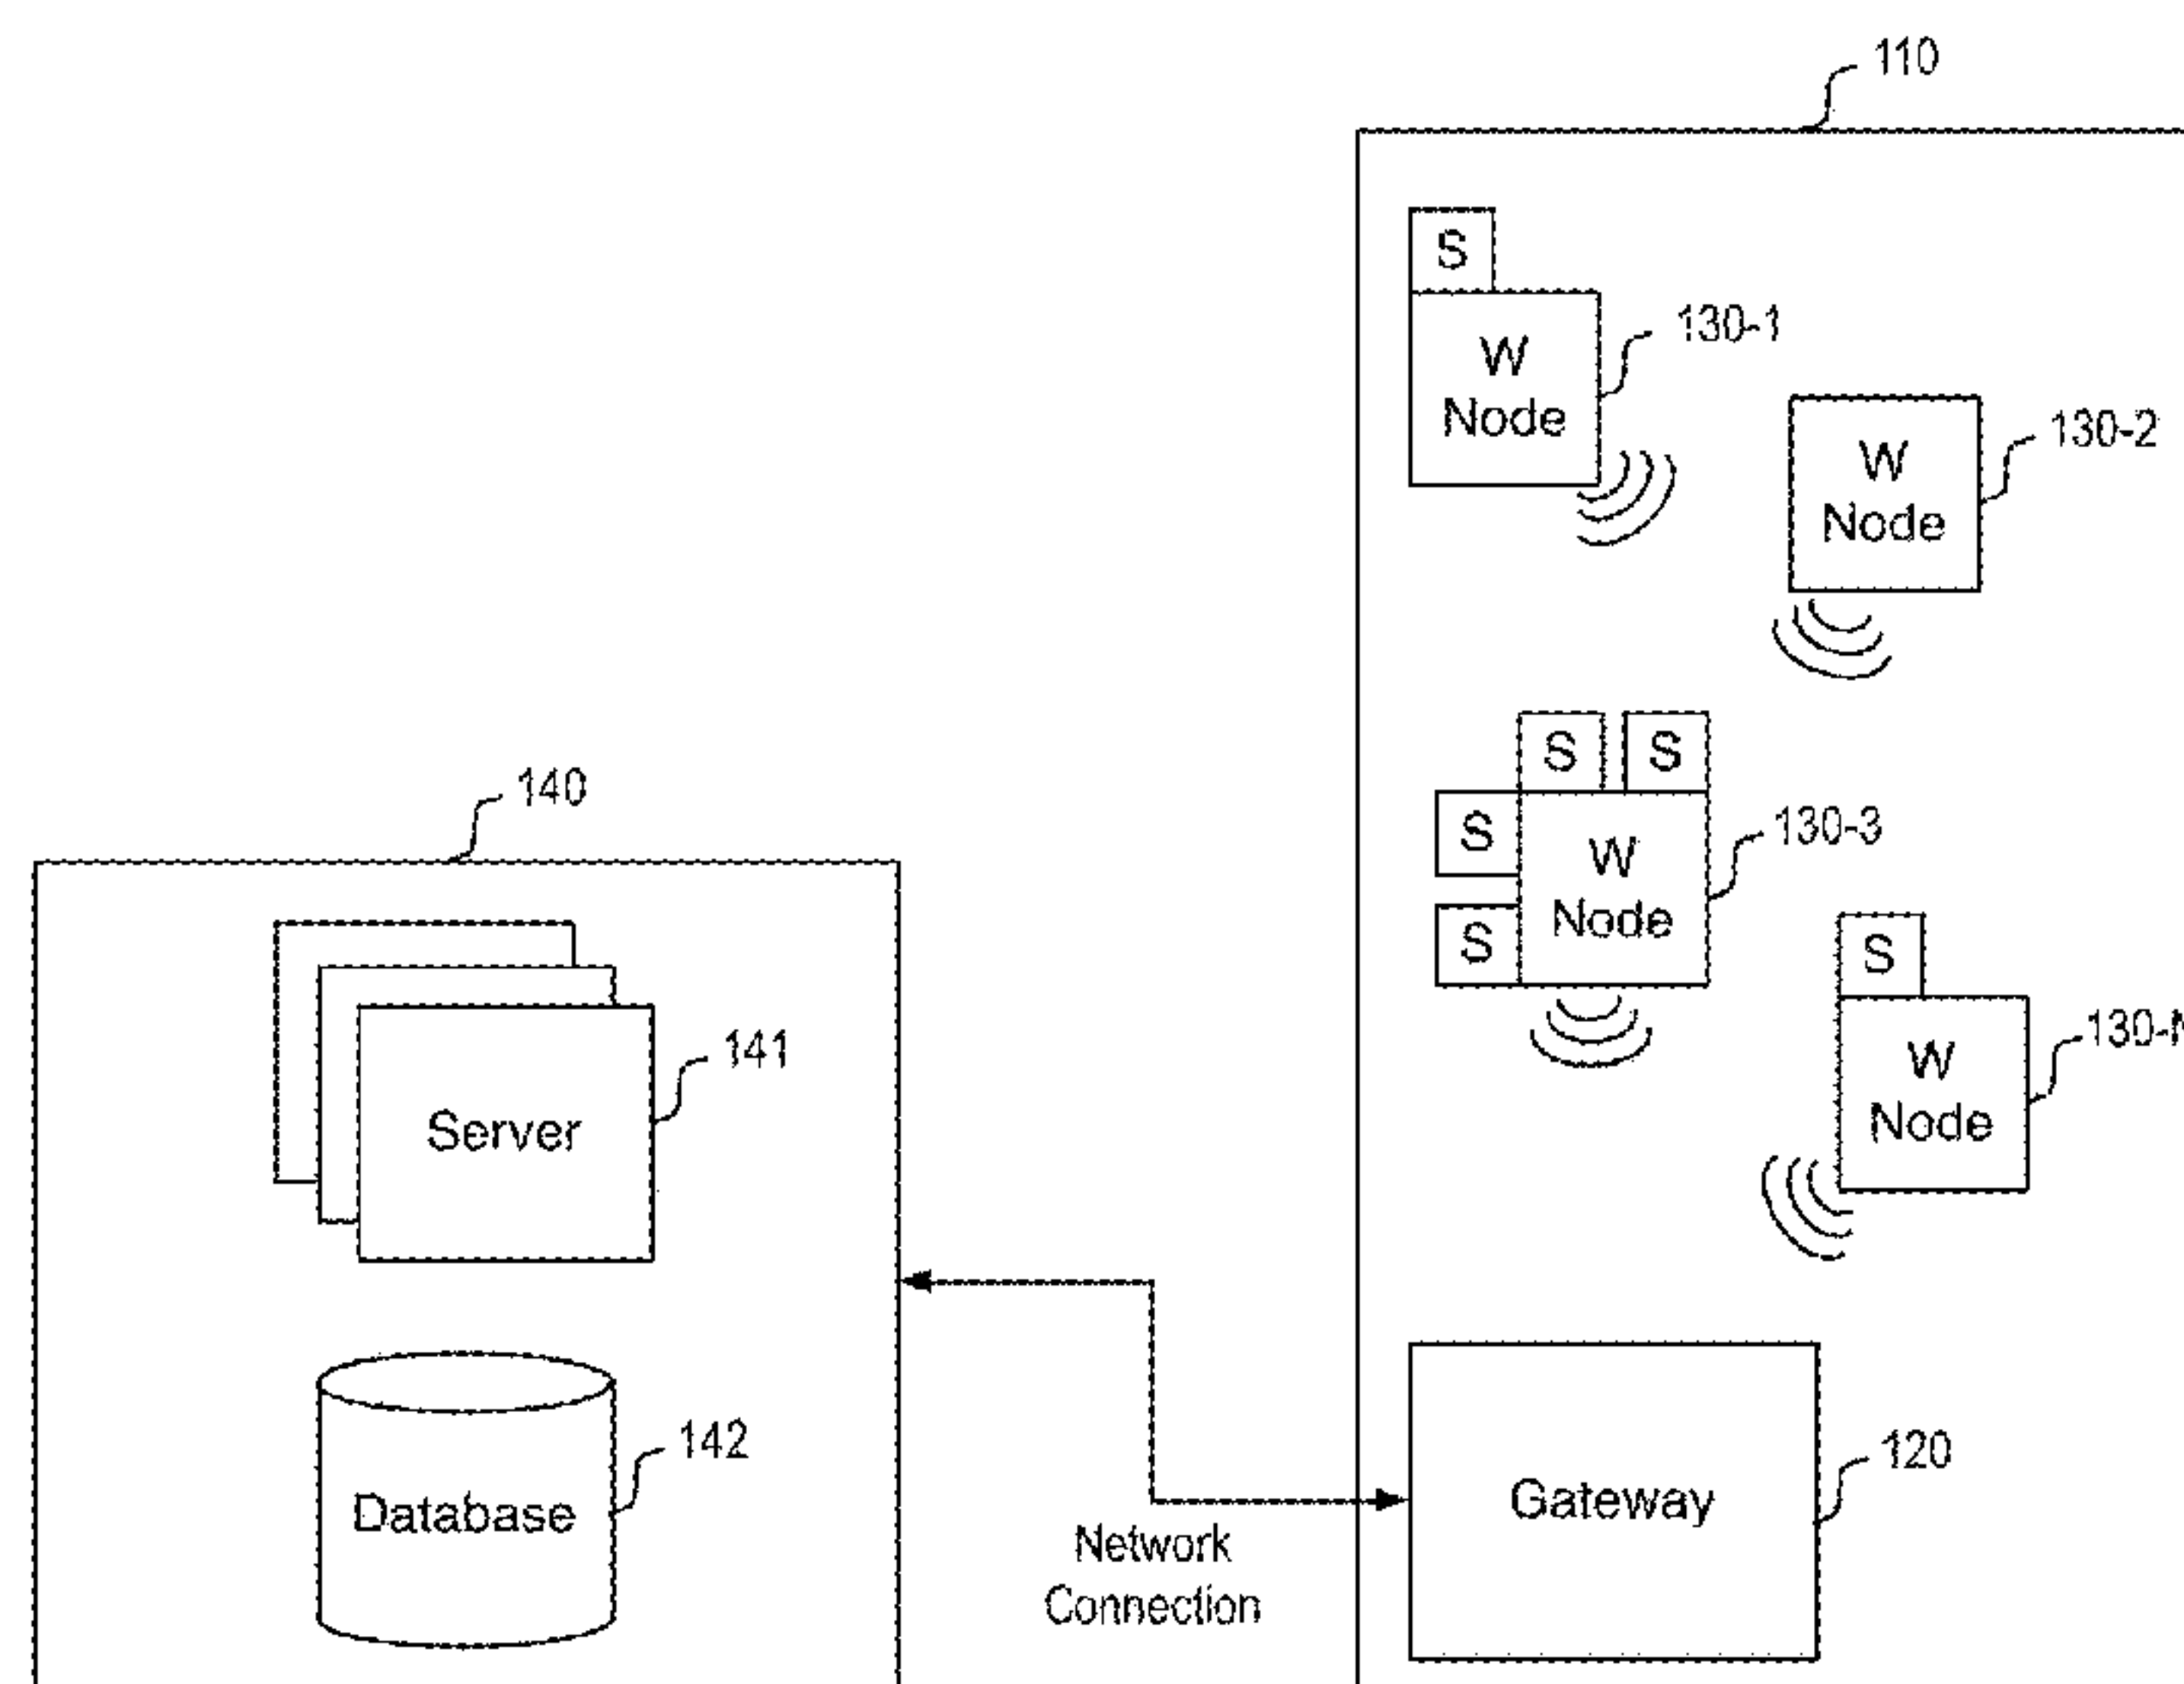 110
S
W
Node
130-1
W
Node
130-2
S
S
S
S
W
Node
130-3
S
W
Node
130-N
140
Server
141
Database
142
Network
Connection
Gateway
120